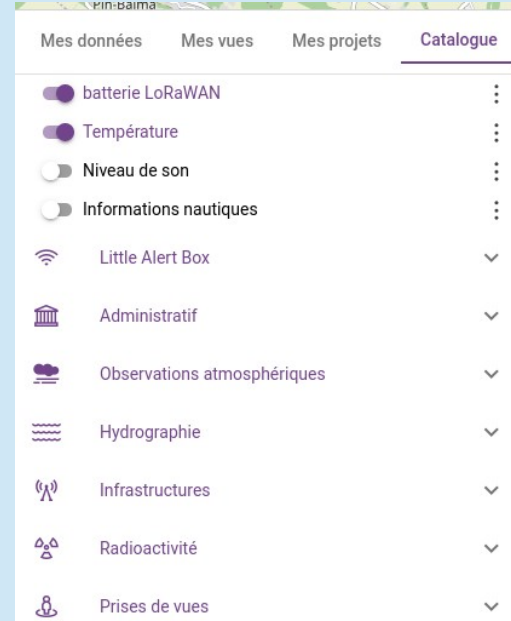 Pin-Balma
Mes données Mes vues Mes projets Catalogue
batterie LoRaWAN
Température
Niveau de son
Informations nautiques
Little Alert Box
Administratif
Observations atmosphériques
Hydrographie
Infrastructures
Radioactivité
Prises de vues